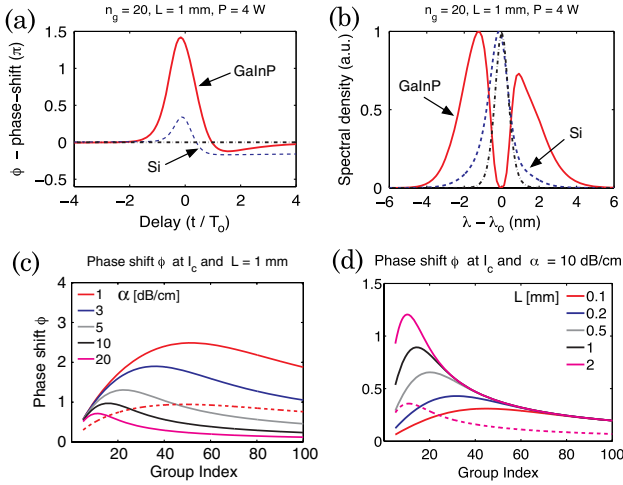 n_g = 20, L = 1 mm, P = 4 W
(a)
ϕ − phase−shift (π)
1.5
1
0.5
0
−0.5
GaInP
Si
−4 −2 0 2 4
Delay (t / T_o)
n_g = 20, L = 1 mm, P = 4 W
(b)
Spectral density (a.u.)
1
0.5
0
GaInP
Si
−6 −4 −2 0 2 4 6
λ − λ_o (nm)
(c)
Phase shift ϕ at I_c and L = 1 mm
Phase shift ϕ
4
3
2
1
0
α [dB/cm]
1
3
5
10
20
20 40 60 80 100
Group Index
(d)
Phase shift ϕ at I_c and α = 10 dB/cm
1.5
1
0.5
0
L [mm]
0.1
0.2
0.5
1
2
20 40 60 80 100
Group Index